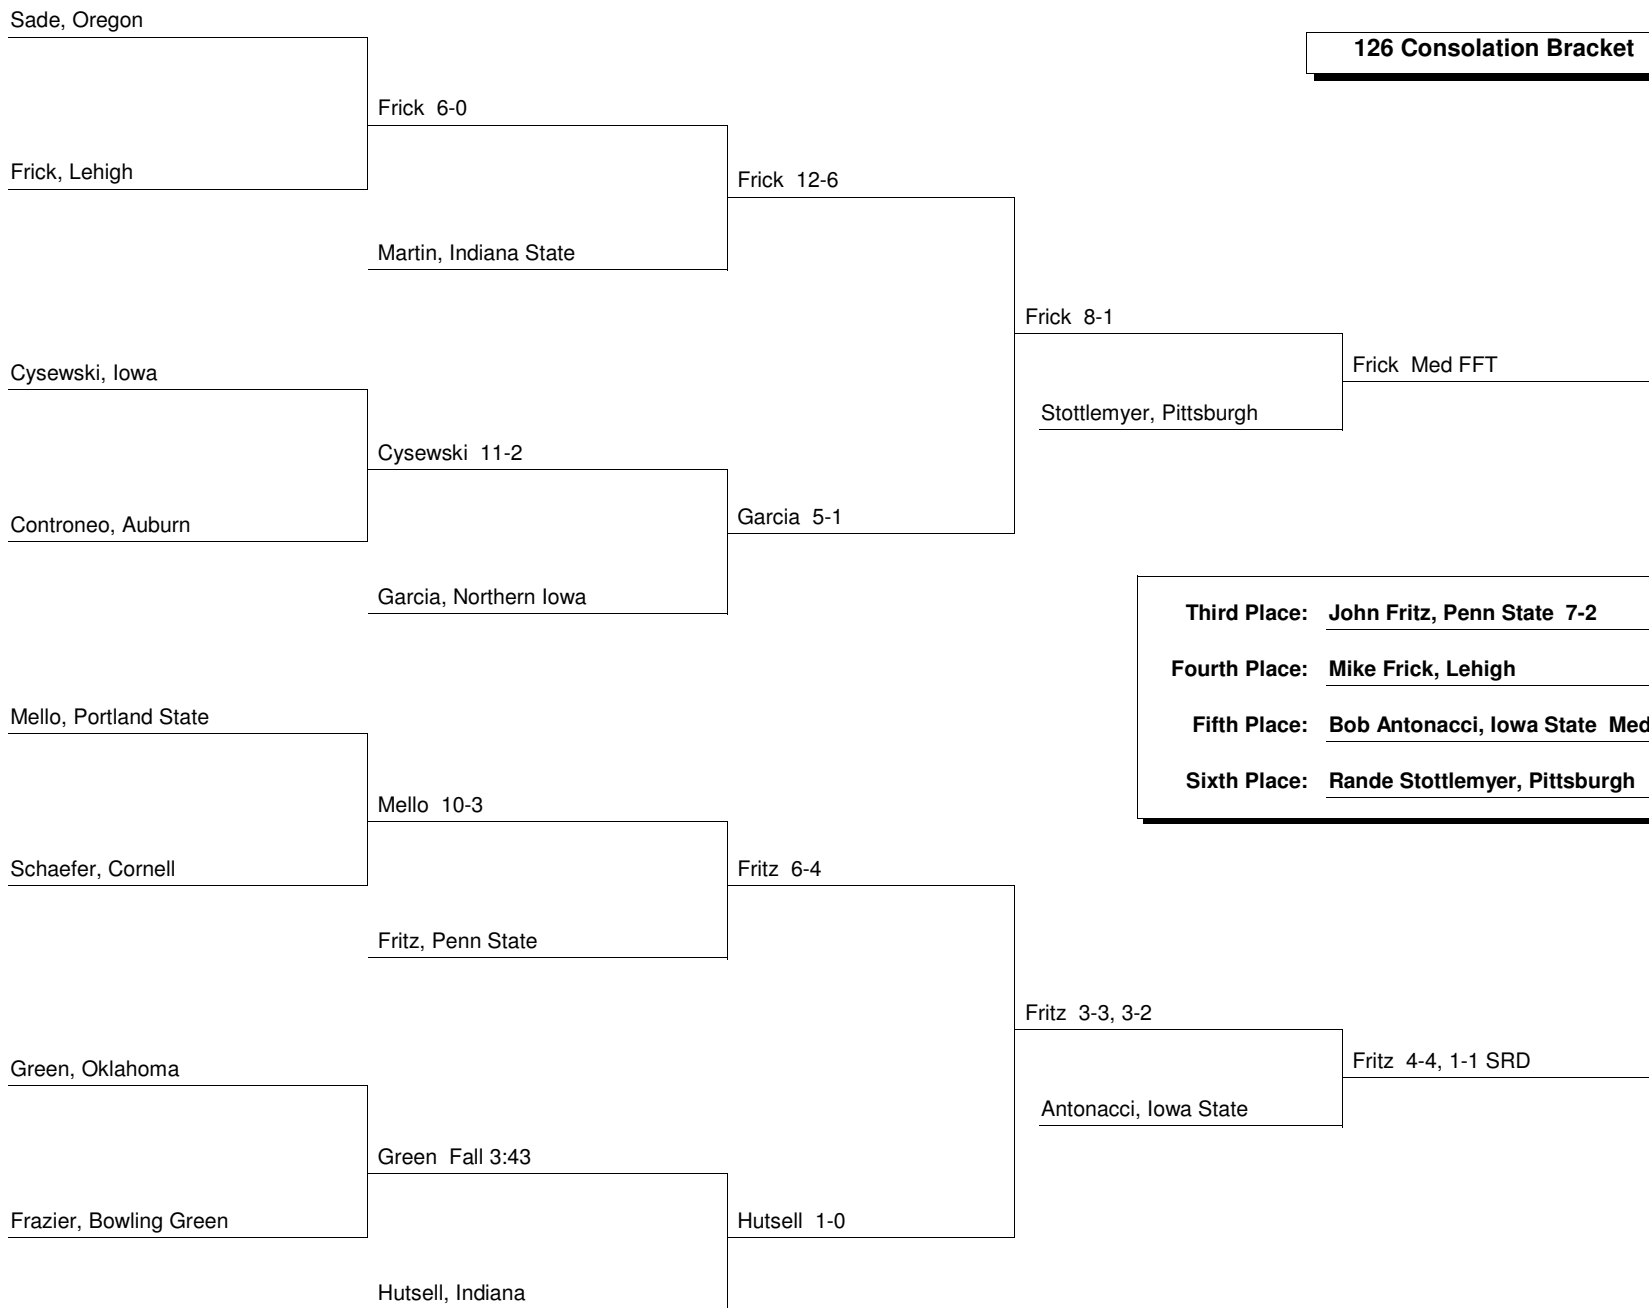 Sade, Oregon
126 Consolation Bracket
Frick 6-0
Frick, Lehigh
Frick 12-6
Martin, Indiana State
Frick 8-1
Cysewski, Iowa
Frick Med FFT
Stottlemyer, Pittsburgh
Cysewski 11-2
Controneo, Auburn
Garcia 5-1
Garcia, Northern Iowa
Third Place: John Fritz, Penn State 7-2
Fourth Place: Mike Frick, Lehigh
Fifth Place: Bob Antonacci, Iowa State Med
Sixth Place: Rande Stottlemyer, Pittsburgh
Mello, Portland State
Mello 10-3
Schaefer, Cornell
Fritz 6-4
Fritz, Penn State
Fritz 3-3, 3-2
Green, Oklahoma
Fritz 4-4, 1-1 SRD
Antonacci, Iowa State
Green Fall 3:43
Frazier, Bowling Green
Hutsell 1-0
Hutsell, Indiana